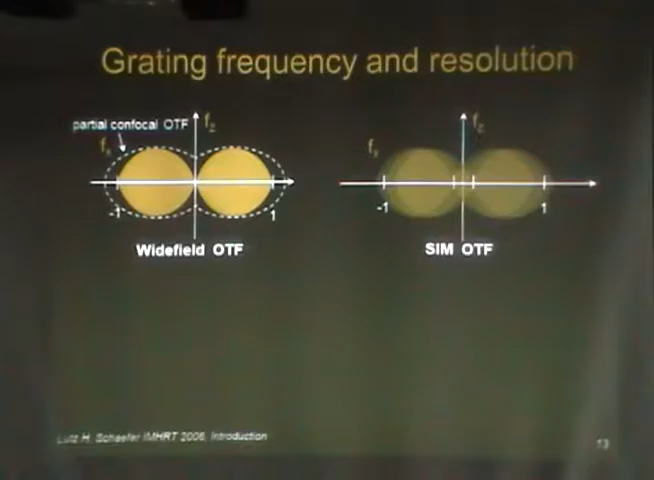 Grating frequency and resolution
partial confocal OTF
fz
fx
-1
1
Widefield OTF
fz
fx
-1
1
SIM OTF
Lutz H. Schaefer IMHRT 2006, Introduction
13